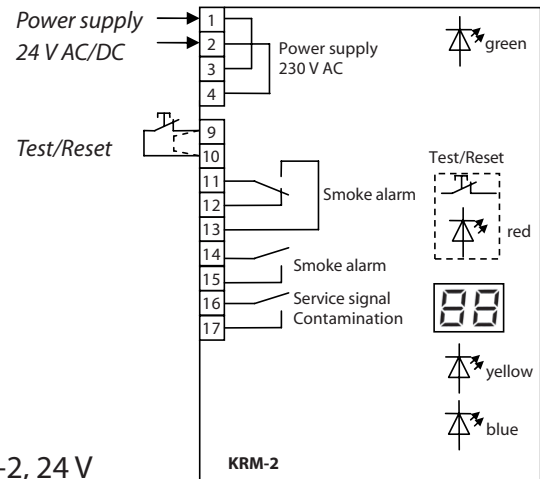 Power supply
24 V AC/DC
1
2
3
4
Power supply
230 V AC
green
Test/Reset
9
10
11
12
13
14
15
16
17
Smoke alarm
Smoke alarm
Service signal
Contamination
Test/Reset
red
88
yellow
blue
-2, 24 V
KRM-2